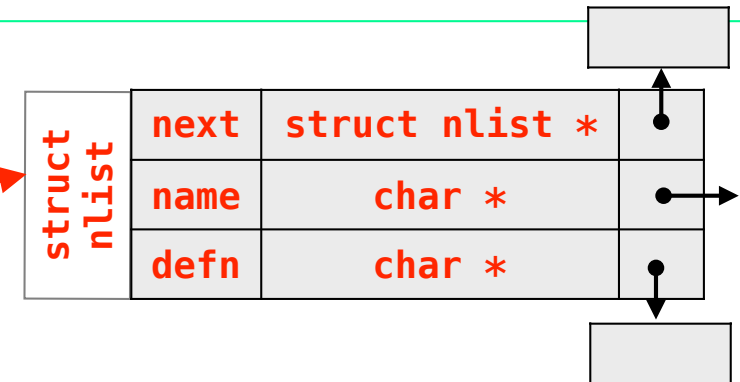 struct
nlist
next struct nlist *
name char *
defn char *